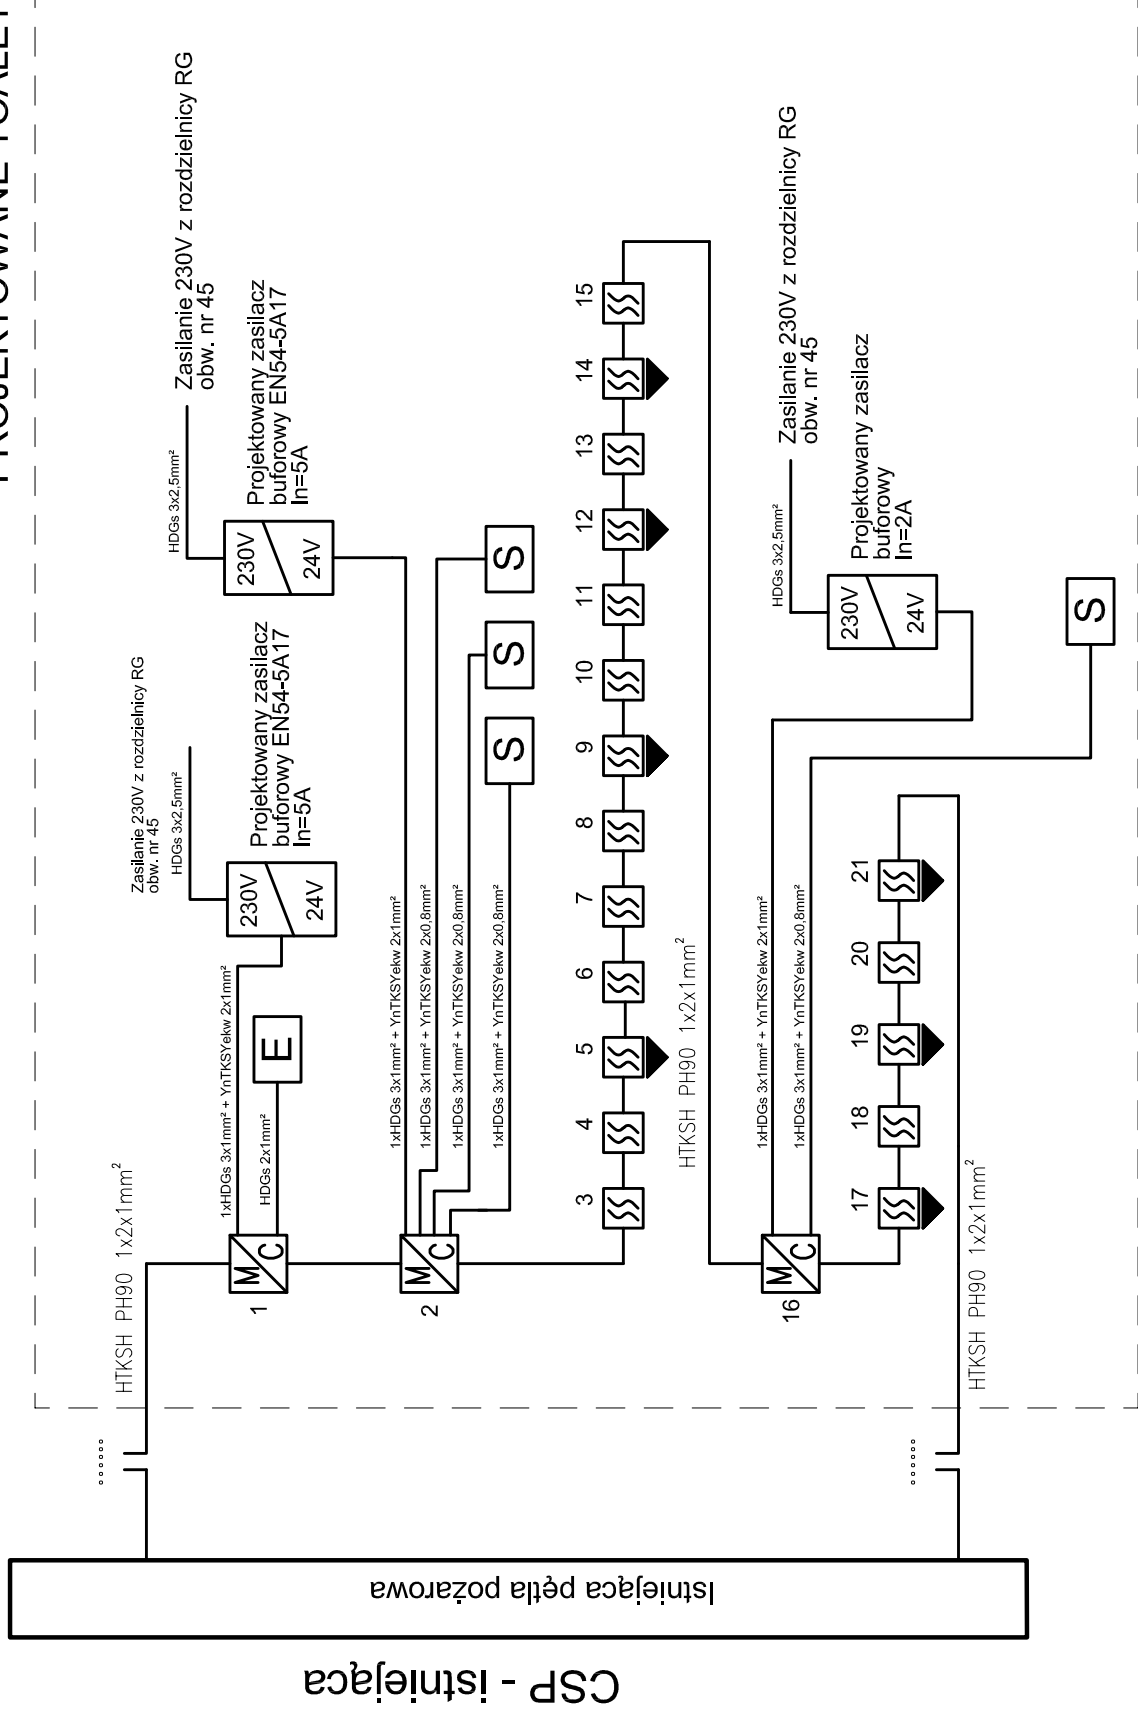 Zasilanie 230V z rozdzielnicy RG
obw. nr 45
HDGs 3x2,5mm²
230V
24V
Projektowany zasilacz
buforowy EN54-5A17
In=5A
Zasilanie 230V z rozdzielnicy RG
obw. nr 45
HDGs 3x2,5mm²
230V
24V
Projektowany zasilacz
buforowy EN54-5A17
In=5A
HTKSH PH90 1x2x1mm²
1xHDGs 3x1mm² + YnTKSYekw 2x1mm²
HDGs 2x1mm²
E
M
C
1
1xHDGs 3x1mm² + YnTKSYekw 2x1mm²
1xHDGs 3x1mm² + YnTKSYekw 2x0,8mm²
1xHDGs 3x1mm² + YnTKSYekw 2x0,8mm²
1xHDGs 3x1mm² + YnTKSYekw 2x0,8mm²
M
C
2
S
S
S
3
4
5
6
7
8
9
10
11
12
13
14
15
HTKSH PH90 1x2x1mm²
Zasilanie 230V z rozdzielnicy RG
obw. nr 45
HDGs 3x2,5mm²
230V
24V
Projektowany zasilacz
buforowy
In=2A
1xHDGs 3x1mm² + YnTKSYekw 2x1mm²
1xHDGs 3x1mm² + YnTKSYekw 2x0,8mm²
M
C
16
S
17
18
19
20
21
HTKSH PH90 1x2x1mm²
Istniejąca pętla pożarowa
CSP - istniejąca